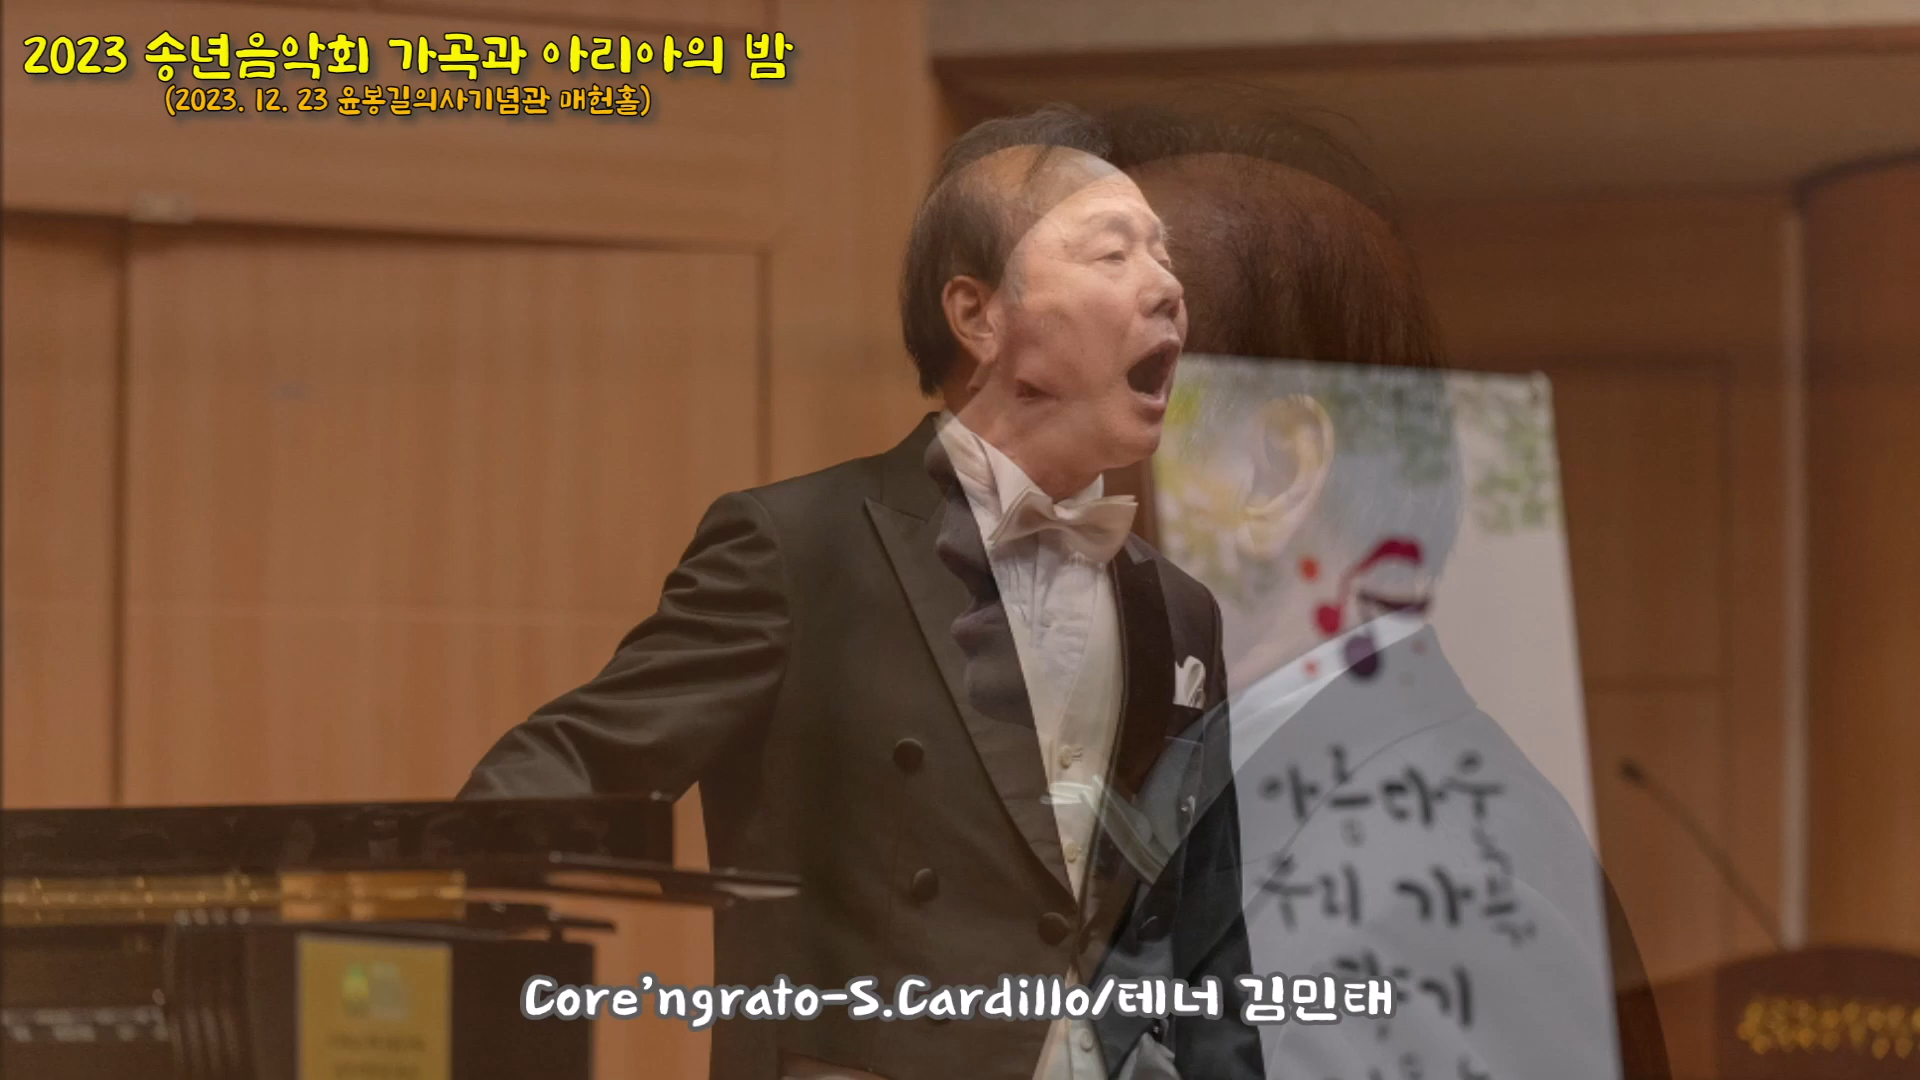 2023 송년음악회 가곡과 아리아의 밤
(2023. 12. 23 윤봉길의사기념관 매헌홀)
아름다운
우리 가곡
향기
Core'ngrato-S.Cardillo/테너 김민태